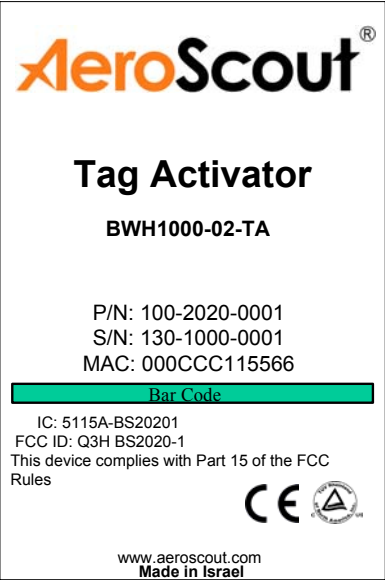 AeroScout®
Tag Activator
BWH1000-02-TA
P/N: 100-2020-0001
S/N: 130-1000-0001
MAC: 000CCC115566
Bar Code
IC: 5115A-BS20201
FCC ID: Q3H BS2020-1
This device complies with Part 15 of the FCC
Rules
CE
www.aeroscout.com
Made in Israel